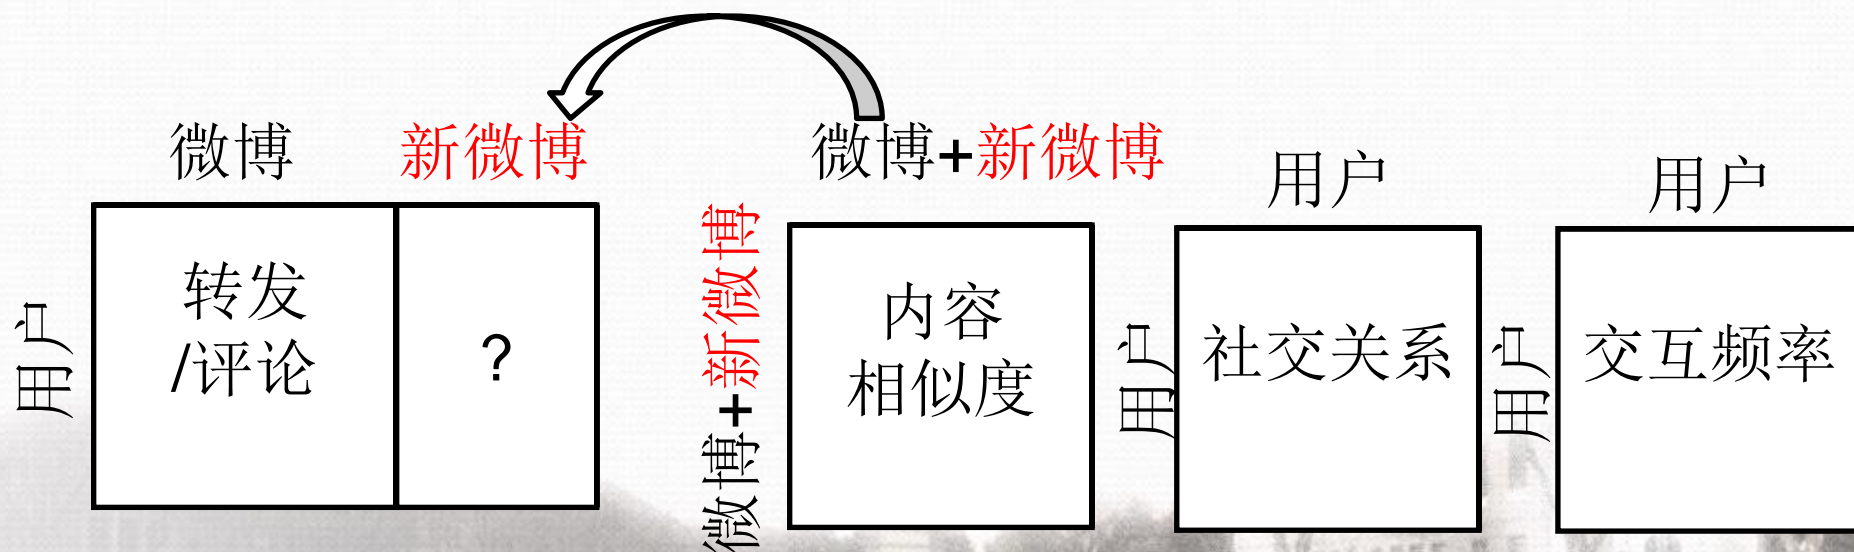 微博
新微博
用户
转发
/评论
?
微博+新微博
微博+新微博
内容
相似度
用户
用户
社交关系
用户
用户
交互频率